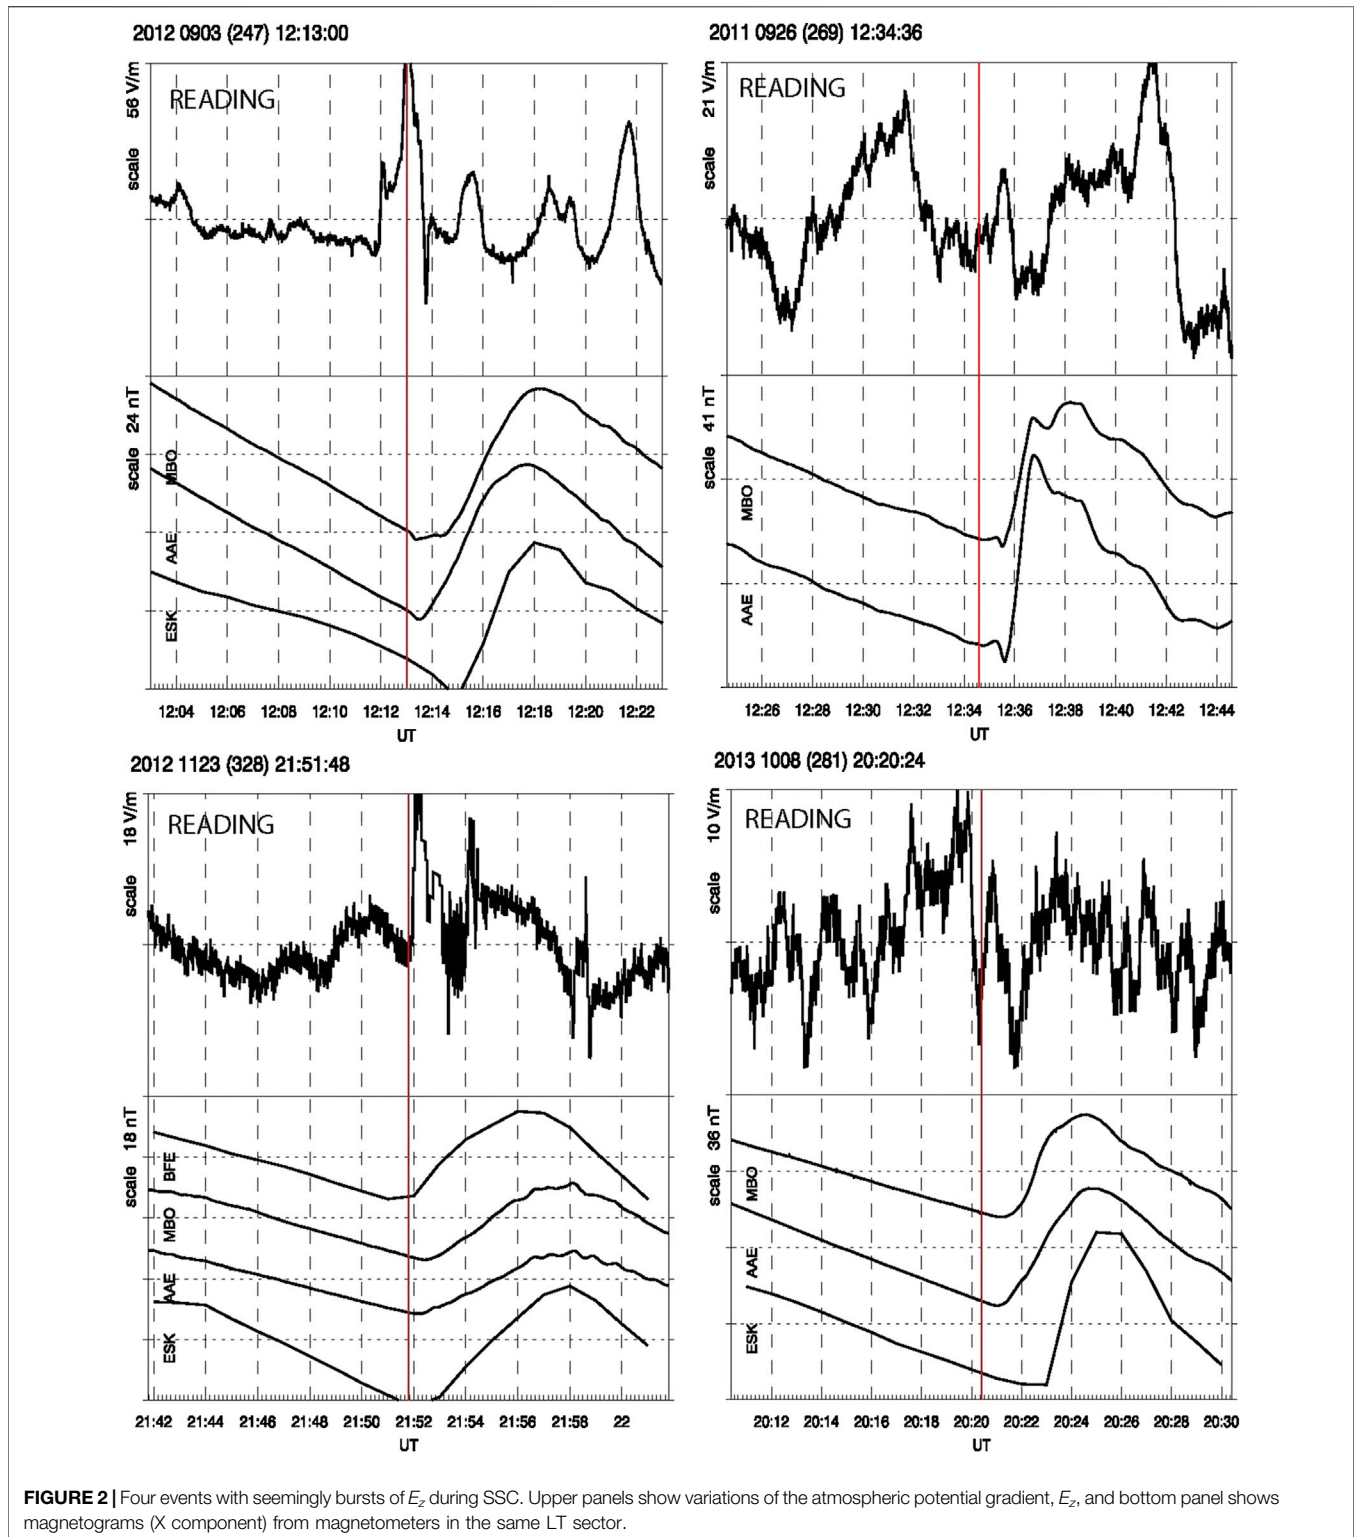 2012 0903 (247) 12:13:00
scale 56 V/m
READING
scale 24 nT
MBO
AAE
ESK
12:04 12:06 12:08 12:10 12:12 12:14 12:16 12:18 12:20 12:22
UT
2011 0926 (269) 12:34:36
scale 21 V/m
READING
scale 41 nT
MBO
AAE
12:26 12:28 12:30 12:32 12:34 12:36 12:38 12:40 12:42 12:44
UT
2012 1123 (328) 21:51:48
scale 18 V/m
READING
scale 18 nT
BFE
MBO
AAE
ESK
21:42 21:44 21:46 21:48 21:50 21:52 21:54 21:56 21:58 22
UT
2013 1008 (281) 20:20:24
scale 10 V/m
READING
scale 36 nT
MBO
AAE
ESK
20:12 20:14 20:16 20:18 20:20 20:22 20:24 20:26 20:28 20:30
UT
FIGURE 2 | Four events with seemingly bursts of Ez during SSC. Upper panels show variations of the atmospheric potential gradient, Ez, and bottom panel shows
magnetograms (X component) from magnetometers in the same LT sector.